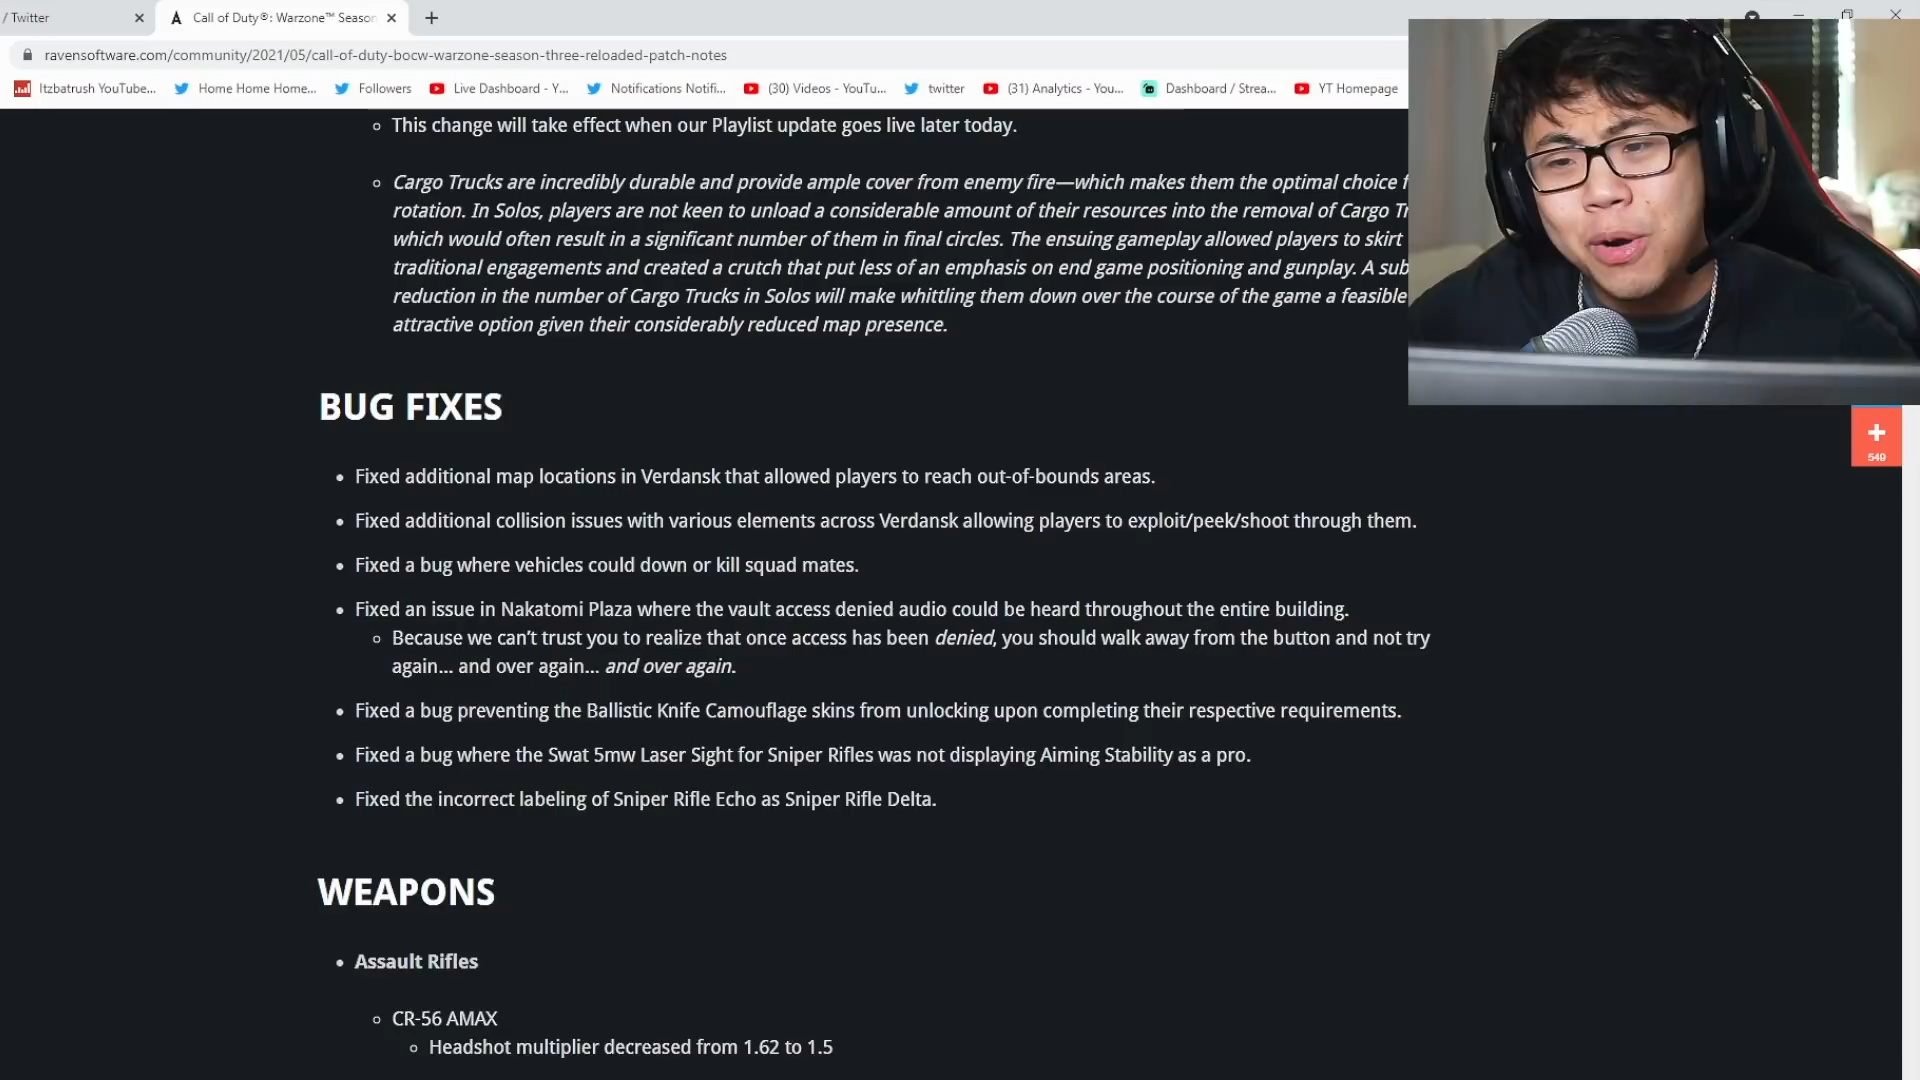 / Twitter
Call of Duty®: Warzone™ Season
ravensoftware.com/community/2021/05/call-of-duty-bocw-warzone-season-three-reloaded-patch-notes
Itzbatrush YouTube... Home Home Home... Followers Live Dashboard - Y... Notifications Notifi... (30) Videos - YouTu... twitter (31) Analytics - You... Dashboard / Strea... YT Homepage
This change will take effect when our Playlist update goes live later today.
Cargo Trucks are incredibly durable and provide ample cover from enemy fire—which makes them the optimal choice f
rotation. In Solos, players are not keen to unload a considerable amount of their resources into the removal of Cargo Tr
which would often result in a significant number of them in final circles. The ensuing gameplay allowed players to skirt
traditional engagements and created a crutch that put less of an emphasis on end game positioning and gunplay. A sub
reduction in the number of Cargo Trucks in Solos will make whittling them down over the course of the game a feasible
attractive option given their considerably reduced map presence.
BUG FIXES
549
Fixed additional map locations in Verdansk that allowed players to reach out-of-bounds areas.
Fixed additional collision issues with various elements across Verdansk allowing players to exploit/peek/shoot through them.
Fixed a bug where vehicles could down or kill squad mates.
Fixed an issue in Nakatomi Plaza where the vault access denied audio could be heard throughout the entire building.
Because we can't trust you to realize that once access has been denied, you should walk away from the button and not try
again... and over again... and over again.
Fixed a bug preventing the Ballistic Knife Camouflage skins from unlocking upon completing their respective requirements.
Fixed a bug where the Swat 5mw Laser Sight for Sniper Rifles was not displaying Aiming Stability as a pro.
Fixed the incorrect labeling of Sniper Rifle Echo as Sniper Rifle Delta.
WEAPONS
Assault Rifles
CR-56 AMAX
Headshot multiplier decreased from 1.62 to 1.5